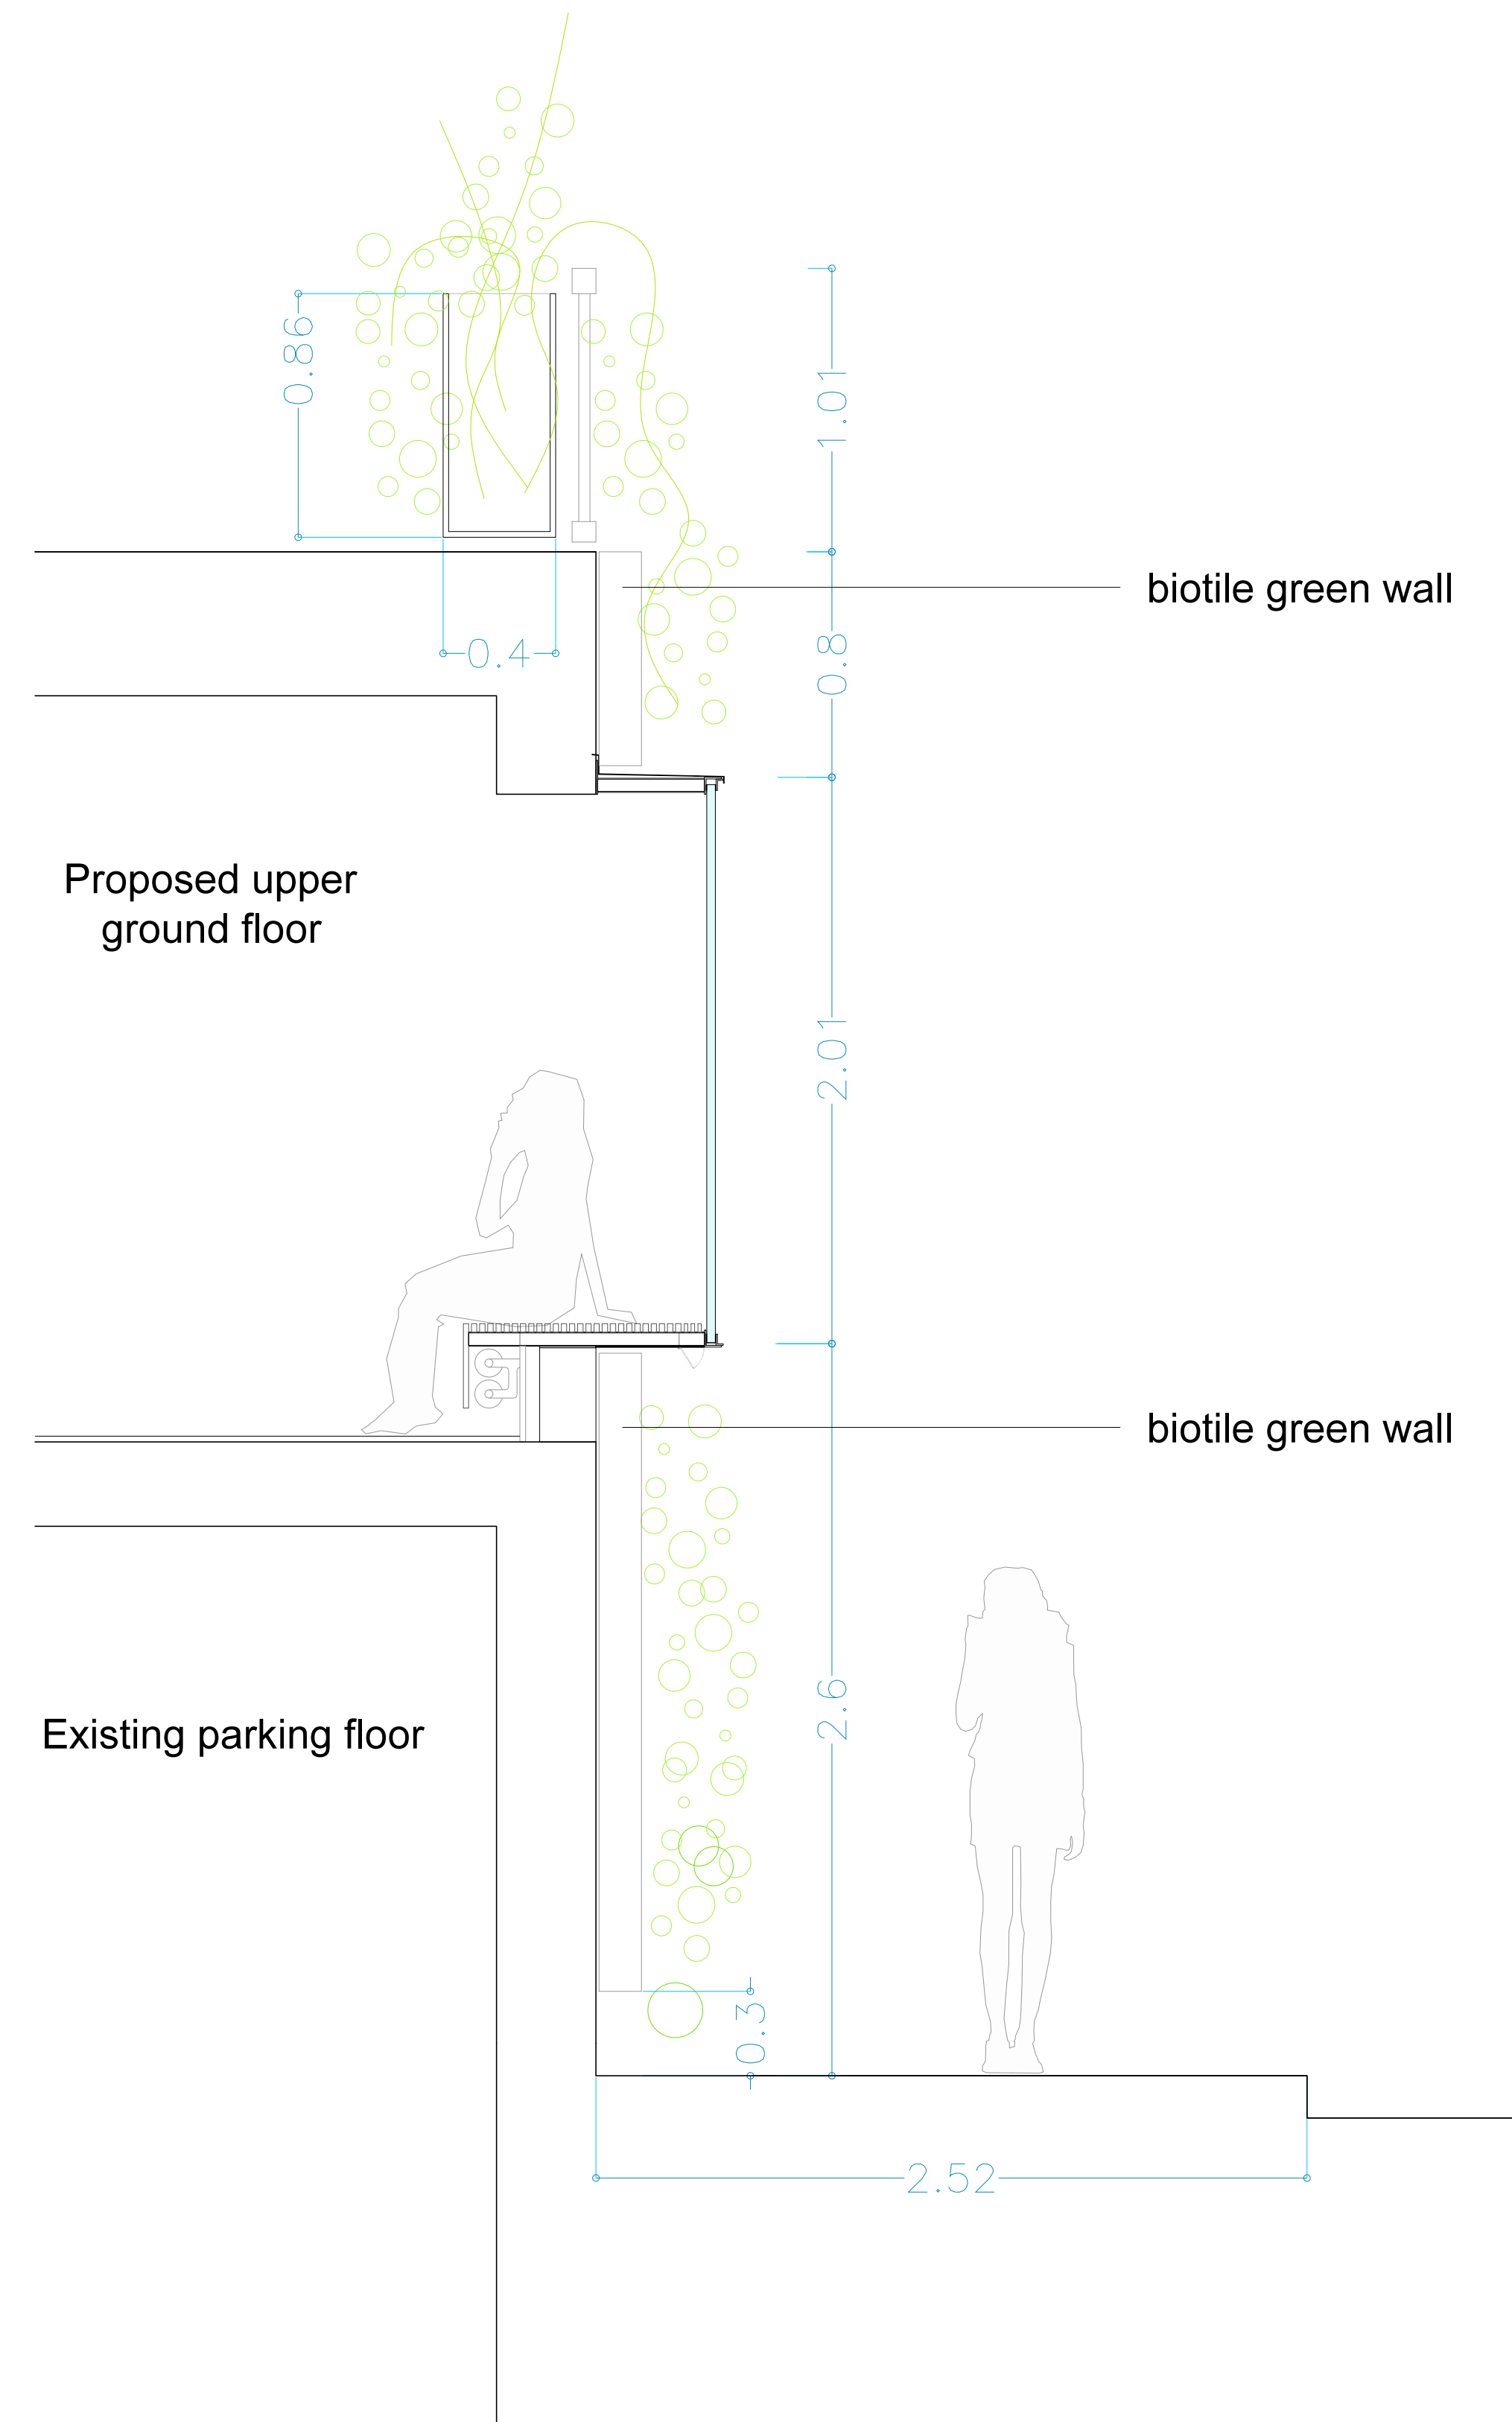 0.86
1.01
biotile green wall
0.8
0.4
Proposed upper
ground floor
2.01
biotile green wall
2.6
Existing parking floor
0.3
2.52